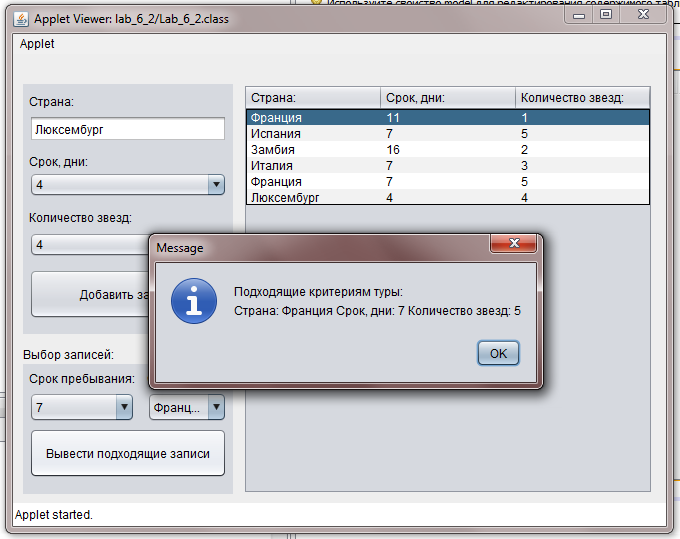 Используйте свойство model для редактирования содержимого табл
Applet Viewer: lab_6_2/Lab_6_2.class
Applet
Страна:
Люксембург
Срок, дни:
4
Количество звезд:
4
Добавить за
Выбор записей:
Срок пребывания:
7 Франц...
Вывести подходящие записи
Страна: Срок, дни: Количество звезд:
Франция 11 1
Испания 7 5
Замбия 16 2
Италия 7 3
Франция 7 5
Люксембург 4 4
Message
Подходящие критериям туры:
Страна: Франция Срок, дни: 7 Количество звезд: 5
OK
Applet started.